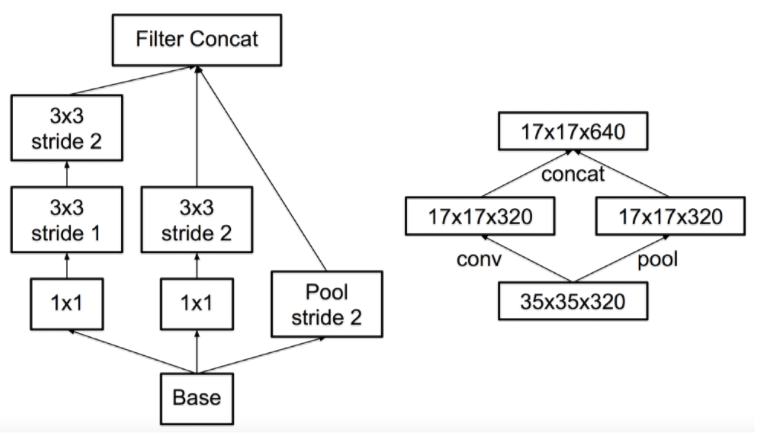 Filter Concat
3x3
stride 2
3x3
stride 1
3x3
stride 2
1x1
1x1
Pool
stride 2
Base
17x17x640
concat
17x17x320
17x17x320
conv
pool
35x35x320